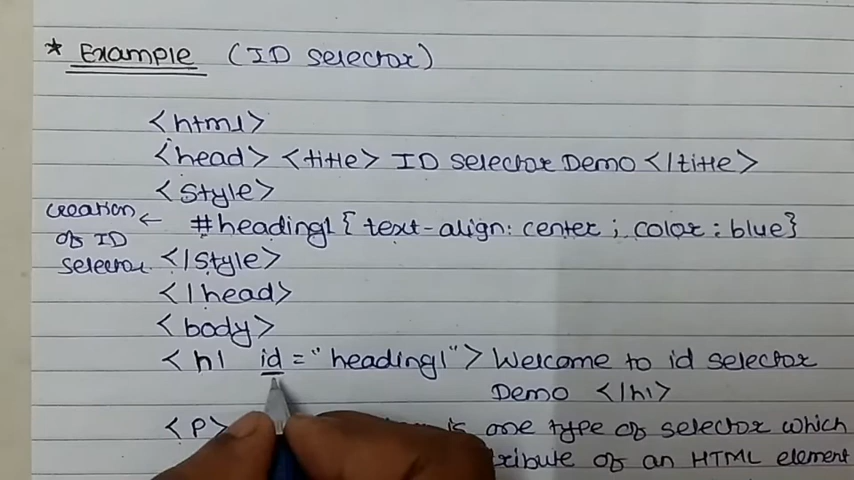 * Example (ID selector)
<html>
<head> <title> ID selector Demo </title>
<style>
creation of ID selector ← #heading1 { text-align: center ; color : blue}
</style>
</head>
<body>
<h1 id = "heading1"> Welcome to id selector
Demo </h1>
<p> is one type of selector which
attribute of an HTML element